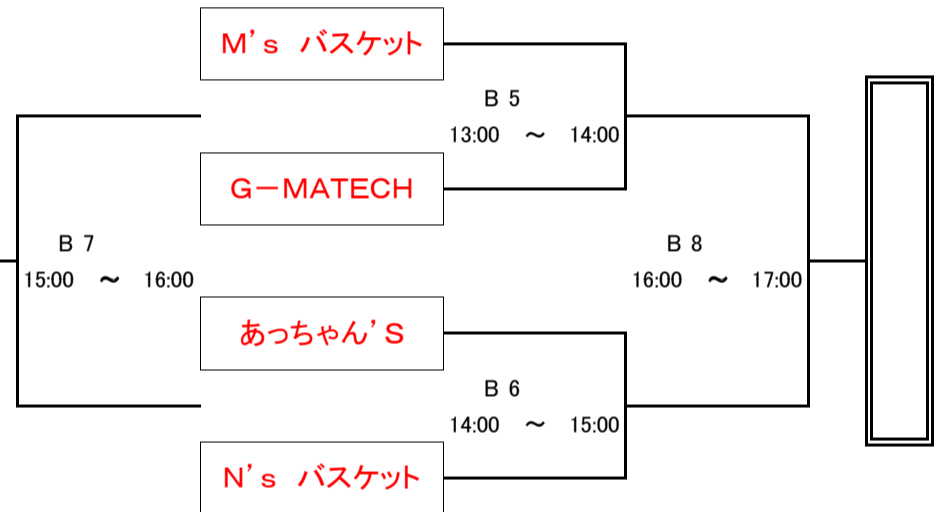 M’s バスケット
B 5
13:00 ～ 14:00
G－MATECH
B 7
15:00 ～ 16:00
B 8
16:00 ～ 17:00
あっちゃん’S
B 6
14:00 ～ 15:00
N’s バスケット